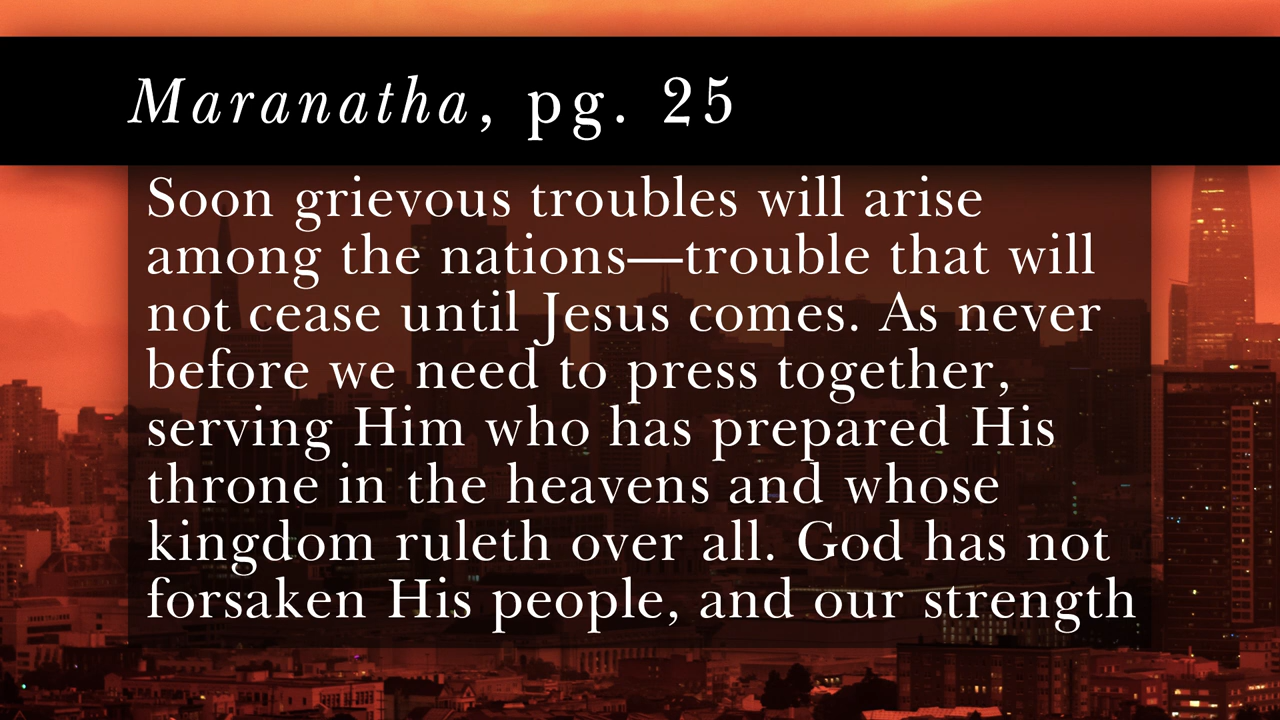 Maranatha, pg. 25
Soon grievous troubles will arise
among the nations—trouble that will
not cease until Jesus comes. As never
before we need to press together,
serving Him who has prepared His
throne in the heavens and whose
kingdom ruleth over all. God has not
forsaken His people, and our strength